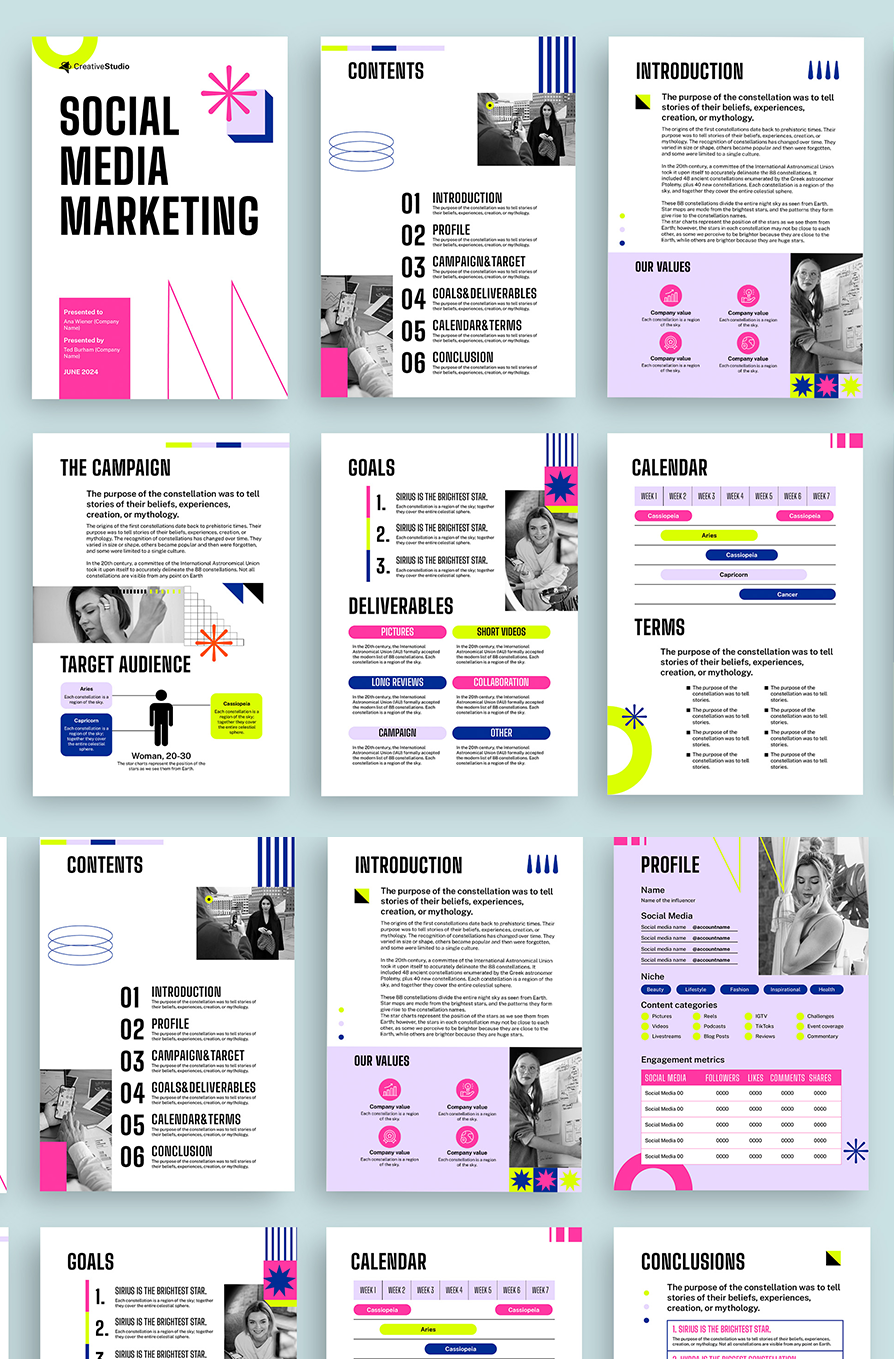 CreativeStudio
SOCIAL
MEDIA
MARKETING
Presented to
Ana Wiener (Company
Name)
Presented by
Ted Burham (Company
Name)
JUNE 2024
CONTENTS
01 INTRODUCTION
The purpose of the constellation was to tell stories of
their beliefs, experiences, creation, or mythology.
02 PROFILE
The purpose of the constellation was to tell stories of
their beliefs, experiences, creation, or mythology.
03 CAMPAIGN&TARGET
The purpose of the constellation was to tell stories of
their beliefs, experiences, creation, or mythology.
04 GOALS&DELIVERABLES
The purpose of the constellation was to tell stories of
their beliefs, experiences, creation, or mythology.
05 CALENDAR&TERMS
The purpose of the constellation was to tell stories of
their beliefs, experiences, creation, or mythology.
06 CONCLUSION
The purpose of the constellation was to tell stories of
their beliefs, experiences, creation, or mythology.
INTRODUCTION
The purpose of the constellation was to tell
stories of their beliefs, experiences,
creation, or mythology.
The origins of the first constellations date back to prehistoric times. Their
purpose was to tell stories of their beliefs, experiences, creation, or
mythology. The recognition of constellations has changed over time. They
varied in size or shape, others become popular and then were forgotten,
and some were limited to a single culture.
In the 20th century, a committee of the International Astronomical Union
took it upon itself to accurately delineate the 88 constellations. It
included 48 ancient constellations enumerated by the Greek astronomer
Ptolemy, plus 40 new constellations. Each constellation is a region of the
sky, and together they cover the entire celestial sphere.
These 88 constellations divide the entire night sky as seen from Earth.
Star maps are made from the brightest stars, and the patterns they form
give rise to the constellation names.
The star charts represent the position of the stars as we see them from
Earth; however, the stars in each constellation may not be close to each
other, as some we perceive to be brighter because they are close to the
Earth, while others are brighter because they are huge stars.
OUR VALUES
Company value
Each constellation is a region
of the sky.
Company value
Each constellation is a region
of the sky.
Company value
Each constellation is a region
of the sky.
Company value
Each constellation is a region
of the sky.
THE CAMPAIGN
The purpose of the constellation was to tell
stories of their beliefs, experiences,
creation, or mythology.
The origins of the first constellations date back to prehistoric times. Their
purpose was to tell stories of their beliefs, experiences, creation, or
mythology. The recognition of constellations has changed over time. They
varied in size or shape, others become popular and then were forgotten,
and some were limited to a single culture.
In the 20th century, a committee of the International Astronomical Union
took it upon itself to accurately delineate the 88 constellations. Not all
constellations are visible from any point on Earth
TARGET AUDIENCE
Aries
Each constellation is a
region of the sky.
Capricorn
Each constellation is a
region of the sky;
together they cover
the entire celestial
sphere.
Cassiopeia
Each constellation is a
region of the sky;
together they cover
the entire celestial
sphere.
Woman, 20-30
The star charts represent the position of the
stars as we see them from Earth.
GOALS
1. SIRIUS IS THE BRIGHTEST STAR.
Each constellation is a region of the sky; together
they cover the entire celestial sphere.
2. SIRIUS IS THE BRIGHTEST STAR.
Each constellation is a region of the sky; together
they cover the entire celestial sphere.
3. SIRIUS IS THE BRIGHTEST STAR.
Each constellation is a region of the sky; together
they cover the entire celestial sphere.
DELIVERABLES
PICTURES
In the 20th century, the International
Astronomical Union (IAU) formally accepted
the modern list of 88 constellations. Each
constellation is a region of the sky.
SHORT VIDEOS
In the 20th century, the International
Astronomical Union (IAU) formally accepted
the modern list of 88 constellations. Each
constellation is a region of the sky.
LONG REVIEWS
In the 20th century, the International
Astronomical Union (IAU) formally accepted
the modern list of 88 constellations. Each
constellation is a region of the sky.
COLLABORATION
In the 20th century, the International
Astronomical Union (IAU) formally accepted
the modern list of 88 constellations. Each
constellation is a region of the sky.
CAMPAIGN
In the 20th century, the International
Astronomical Union (IAU) formally accepted
the modern list of 88 constellations. Each
constellation is a region of the sky.
OTHER
In the 20th century, the International
Astronomical Union (IAU) formally accepted
the modern list of 88 constellations. Each
constellation is a region of the sky.
CALENDAR
WEEK 1 WEEK 2 WEEK 3 WEEK 4 WEEK 5 WEEK 6 WEEK 7
Cassiopeia Cassiopeia
Aries
Cassiopeia
Capricorn
Cancer
TERMS
The purpose of the constellation was to tell
stories of their beliefs, experiences,
creation, or mythology.
The purpose of the
constellation was to tell
stories.
The purpose of the
constellation was to tell
stories.
The purpose of the
constellation was to tell
stories.
The purpose of the
constellation was to tell
stories.
The purpose of the
constellation was to tell
stories.
The purpose of the
constellation was to tell
stories.
The purpose of the
constellation was to tell
stories.
The purpose of the
constellation was to tell
stories.
CONTENTS
01 INTRODUCTION
The purpose of the constellation was to tell stories of
their beliefs, experiences, creation, or mythology.
02 PROFILE
The purpose of the constellation was to tell stories of
their beliefs, experiences, creation, or mythology.
03 CAMPAIGN&TARGET
The purpose of the constellation was to tell stories of
their beliefs, experiences, creation, or mythology.
04 GOALS&DELIVERABLES
The purpose of the constellation was to tell stories of
their beliefs, experiences, creation, or mythology.
05 CALENDAR&TERMS
The purpose of the constellation was to tell stories of
their beliefs, experiences, creation, or mythology.
06 CONCLUSION
The purpose of the constellation was to tell stories of
their beliefs, experiences, creation, or mythology.
INTRODUCTION
The purpose of the constellation was to tell
stories of their beliefs, experiences,
creation, or mythology.
The origins of the first constellations date back to prehistoric times. Their
purpose was to tell stories of their beliefs, experiences, creation, or
mythology. The recognition of constellations has changed over time. They
varied in size or shape, others become popular and then were forgotten,
and some were limited to a single culture.
In the 20th century, a committee of the International Astronomical Union
took it upon itself to accurately delineate the 88 constellations. It
included 48 ancient constellations enumerated by the Greek astronomer
Ptolemy, plus 40 new constellations. Each constellation is a region of the
sky, and together they cover the entire celestial sphere.
These 88 constellations divide the entire night sky as seen from Earth.
Star maps are made from the brightest stars, and the patterns they form
give rise to the constellation names.
The star charts represent the position of the stars as we see them from
Earth; however, the stars in each constellation may not be close to each
other, as some we perceive to be brighter because they are close to the
Earth, while others are brighter because they are huge stars.
OUR VALUES
Company value
Each constellation is a region
of the sky.
Company value
Each constellation is a region
of the sky.
Company value
Each constellation is a region
of the sky.
Company value
Each constellation is a region
of the sky.
PROFILE
Name
Name of the influencer
Social Media
Social media name @accountname
Social media name @accountname
Social media name @accountname
Social media name @accountname
Niche
Beauty Lifestyle Fashion Inspirational Health
Content categories
Pictures Reels IGTV Challenges
Videos Podcasts TikToks Event coverage
Livestreams Blog Posts Reviews Commentary
Engagement metrics
SOCIAL MEDIA FOLLOWERS LIKES COMMENTS SHARES
Social Media 00 0000 0000 0000 0000
Social Media 00 0000 0000 0000 0000
Social Media 00 0000 0000 0000 0000
Social Media 00 0000 0000 0000 0000
Social Media 00 0000 0000 0000 0000
GOALS
1. SIRIUS IS THE BRIGHTEST STAR.
Each constellation is a region of the sky; together
they cover the entire celestial sphere.
2. SIRIUS IS THE BRIGHTEST STAR.
Each constellation is a region of the sky; together
they cover the entire celestial sphere.
SIRIUS IS THE BRIGHTEST STAR.
CALENDAR
WEEK 1 WEEK 2 WEEK 3 WEEK 4 WEEK 5 WEEK 6 WEEK 7
Cassiopeia Cassiopeia
Aries
Cassiopeia
CONCLUSIONS
The purpose of the constellation was to tell
stories of their beliefs, experiences,
creation, or mythology.
1. SIRIUS IS THE BRIGHTEST STAR.
The purpose of the constellation was to tell stories of their beliefs, experiences,
creation, or mythology. Not all constellations are visible from any point on Earth.